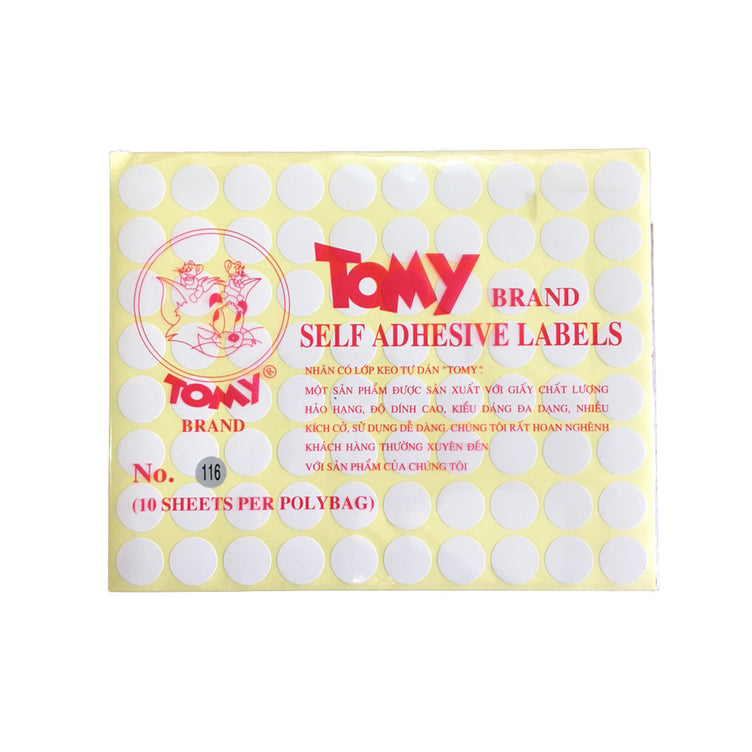 TOMY BRAND
SELF ADHESIVE LABELS
NHÃN CÓ LỚP KEO TỰ DÁN "TOMY".
MỘT SẢN PHẨM ĐƯỢC SẢN XUẤT VỚI GIẤY CHẤT LƯỢNG
HẢO HẠNG, ĐỘ DÍNH CAO, KIỂU DÁNG ĐA DẠNG, NHIỀU
KÍCH CỞ, SỬ DỤNG DỄ DÀNG. CHÚNG TÔI RẤT HOAN NGHÊNH
KHÁCH HÀNG THƯỜNG XUYÊN ĐẾN
VỚI SẢN PHẨM CỦA CHÚNG TÔI
TOMY®
BRAND
No. 116
(10 SHEETS PER POLYBAG)